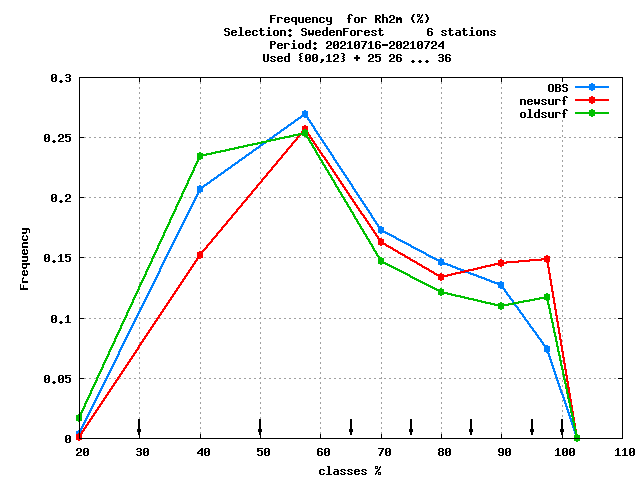 Frequency  for Rh2m (%)
Selection: SwedenForest      6 stations
Period: 20210716-20210724
Used {00,12} + 25 26 ... 36
0.3
0.25
0.2
0.15
0.1
0.05
0
Frequency
OBS
newsurf
oldsurf
20 30 40 50 60 70 80 90 100 110
classes %